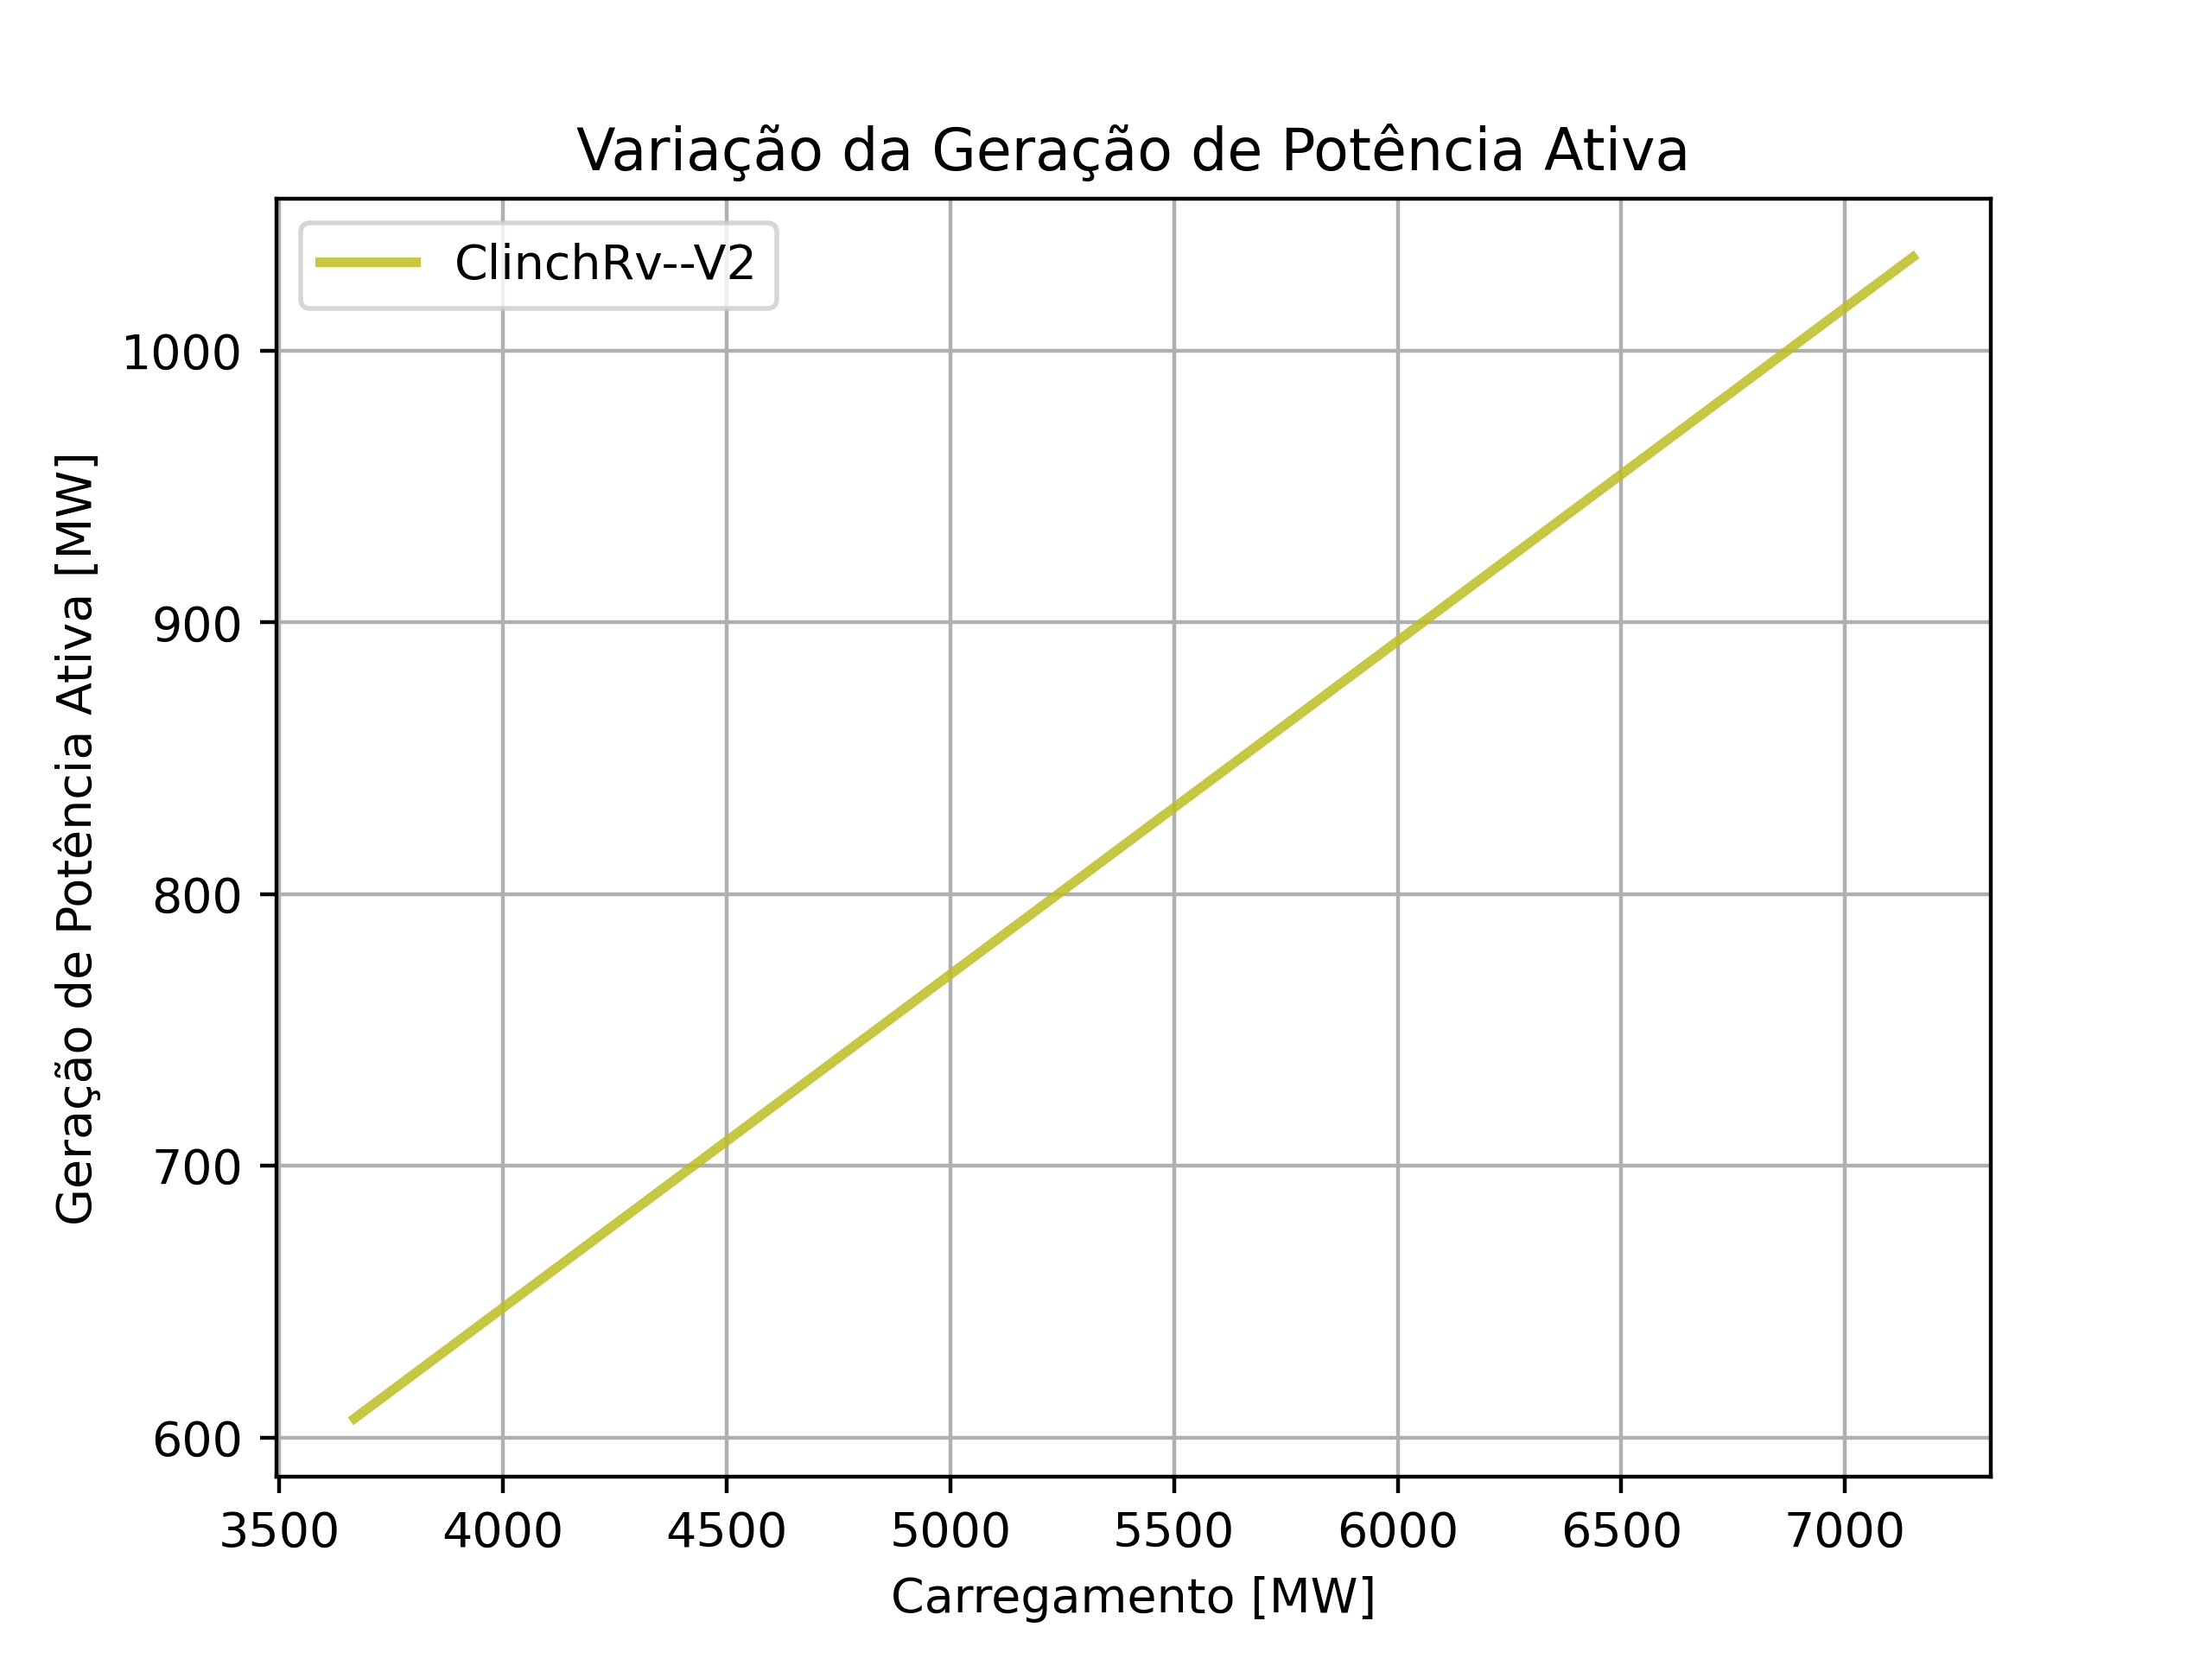 Variação da Geração de Potência Ativa
ClinchRv--V2
Geração de Potência Ativa [MW]
1000
900
800
700
600
3500 4000 4500 5000 5500 6000 6500 7000
Carregamento [MW]